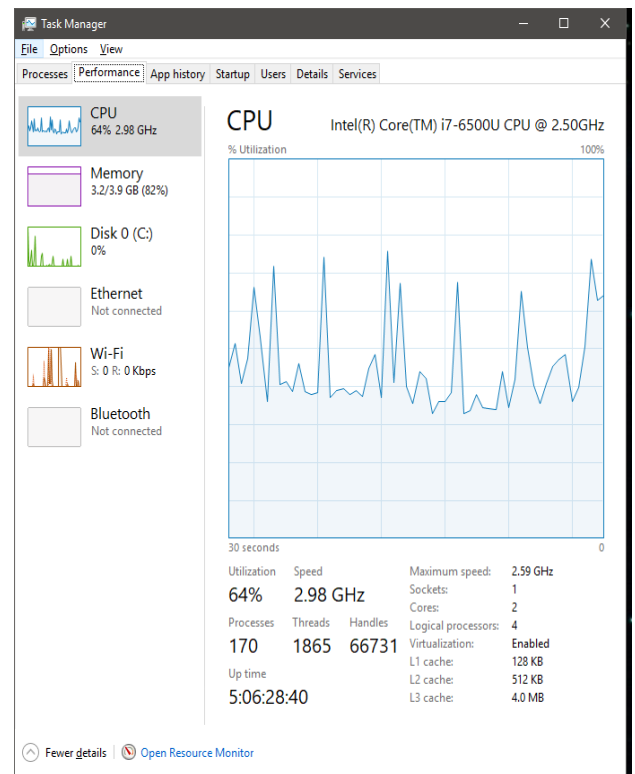 Task Manager
File Options View
Processes Performance App history Startup Users Details Services
CPU
64% 2.98 GHz
Memory
3.2/3.9 GB (82%)
Disk 0 (C:)
0%
Ethernet
Not connected
Wi-Fi
S: 0 R: 0 Kbps
Bluetooth
Not connected
CPU Intel(R) Core(TM) i7-6500U CPU @ 2.50GHz
% Utilization 100%
30 seconds 0
Utilization Speed
64% 2.98 GHz
Processes Threads Handles
170 1865 66731
Up time
5:06:28:40
Maximum speed: 2.59 GHz
Sockets: 1
Cores: 2
Logical processors: 4
Virtualization: Enabled
L1 cache: 128 KB
L2 cache: 512 KB
L3 cache: 4.0 MB
Fewer details Open Resource Monitor